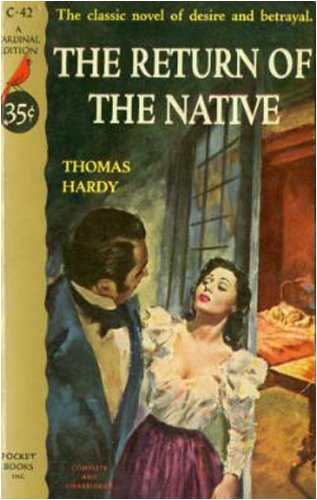 C-42
A
CARDINAL
EDITION
35¢
The classic novel of desire and betrayal.
THE RETURN OF
THE NATIVE
THOMAS
HARDY
POCKET
BOOKS
INC.
COMPLETE
AND
UNABRIDGED